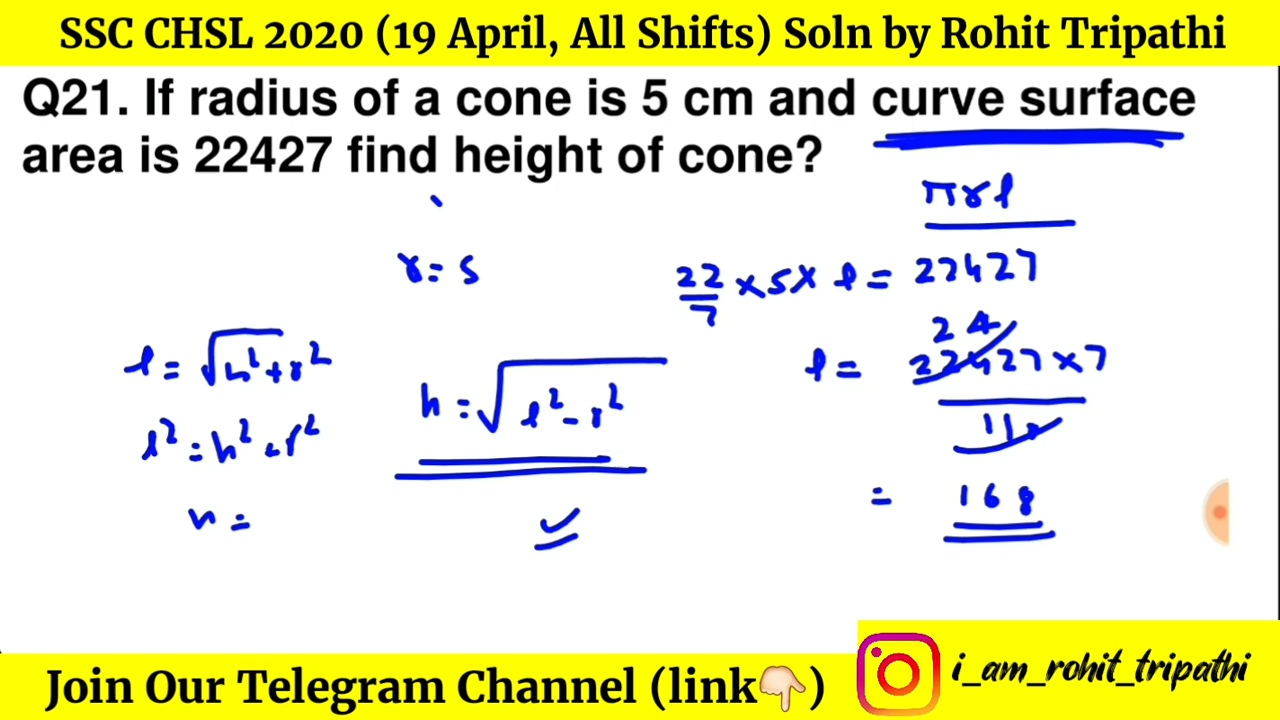 SSC CHSL 2020 (19 April, All Shifts) Soln by Rohit Tripathi
Q21. If radius of a cone is 5 cm and curve surface
area is 22427 find height of cone?
πrl
r = 5
22/7 × 5 × l = 22427
l = √h²+r²
h = √l²-r²
24
l = 22427×7
110
l² = h²+r²
h =
= 168
Join Our Telegram Channel (link👇)
i_am_rohit_tripathi